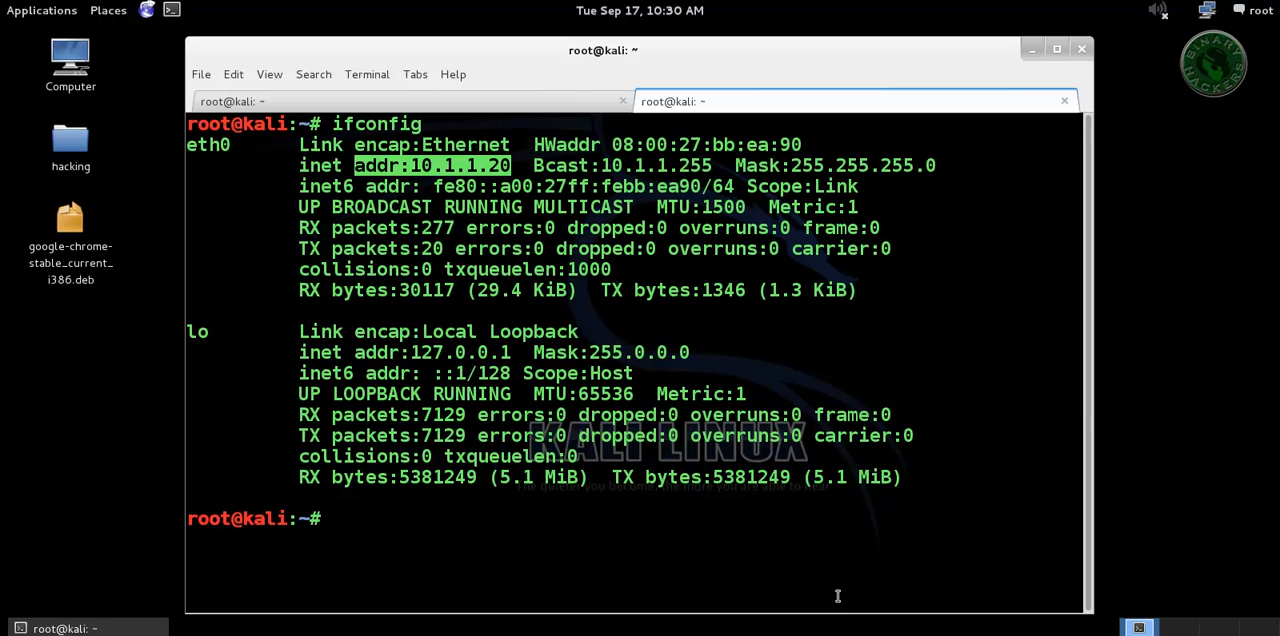 Applications Places Tue Sep 17, 10:30 AM root
root@kali: ~
File Edit View Search Terminal Tabs Help
root@kali: ~ × root@kali: ~ ×
Computer
hacking
google-chrome-
stable_current_
i386.deb
BINARY
HACKERS
root@kali:~# ifconfig
eth0 Link encap:Ethernet HWaddr 08:00:27:bb:ea:90
inet addr:10.1.1.20 Bcast:10.1.1.255 Mask:255.255.255.0
inet6 addr: fe80::a00:27ff:febb:ea90/64 Scope:Link
UP BROADCAST RUNNING MULTICAST MTU:1500 Metric:1
RX packets:277 errors:0 dropped:0 overruns:0 frame:0
TX packets:20 errors:0 dropped:0 overruns:0 carrier:0
collisions:0 txqueuelen:1000
RX bytes:30117 (29.4 KiB) TX bytes:1346 (1.3 KiB)
lo Link encap:Local Loopback
inet addr:127.0.0.1 Mask:255.0.0.0
inet6 addr: ::1/128 Scope:Host
UP LOOPBACK RUNNING MTU:65536 Metric:1
RX packets:7129 errors:0 dropped:0 overruns:0 frame:0
TX packets:7129 errors:0 dropped:0 overruns:0 carrier:0
KALI LINUX
collisions:0 txqueuelen:0
RX bytes:5381249 (5.1 MiB) TX bytes:5381249 (5.1 MiB)
root@kali:~#
root@kali: ~